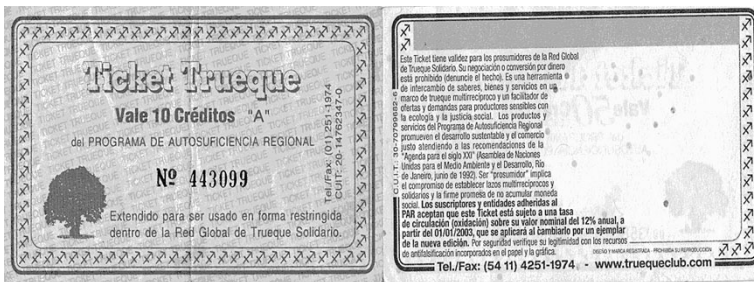 Ticket Trueque
Vale 10 Créditos "A"
del PROGRAMA DE AUTOSUFICIENCIA REGIONAL
Nº 443099
Extendido para ser usado en forma restringida
dentro de la Red Global de Trueque Solidario.
Tel./Fax: (01) 251-1974
CUIT: 20-14762347-0
C.U.I.T. 30-70799682-6
Este Ticket tiene validez para los prosumidores de la Red Global
de Trueque Solidario. Su negociación o conversión por dinero
está prohibido (denuncie el hecho). Es una herramienta
de intercambio de saberes, bienes y servicios en un
marco de trueque multirrecíproco y un facilitador de
ofertas y demandas para productores sensibles con
la ecología y la justicia social. Los productos y
servicios del Programa de Autosuficiencia Regional
promueven el desarrollo sustentable y el comercio
justo atendiendo a las recomendaciones de la
"Agenda para el siglo XXI" (Asamblea de Naciones
Unidas para el Medio Ambiente y el Desarrollo, Río
de Janeiro, junio de 1992). Ser "prosumidor" implica
el compromiso de establecer lazos multirrecíprocos y
solidarios y la firme promesa de no acumular moneda
social. Los suscriptores y entidades adheridas al
PAR aceptan que este Ticket está sujeto a una tasa
de circulación (oxidación) sobre su valor nominal del 12% anual, a
partir del 01/01/2003, que se aplicará al cambiarlo por un ejemplar
de la nueva edición. Por seguridad verifique su legitimidad con los recursos
de antifalsificación incorporados en el papel y la gráfica.
DISEÑO Y MARCA REGISTRADA - PROHIBIDA SU REPRODUCCIÓN
Tel./Fax: (54 11) 4251-1974 - www.truequeclub.com